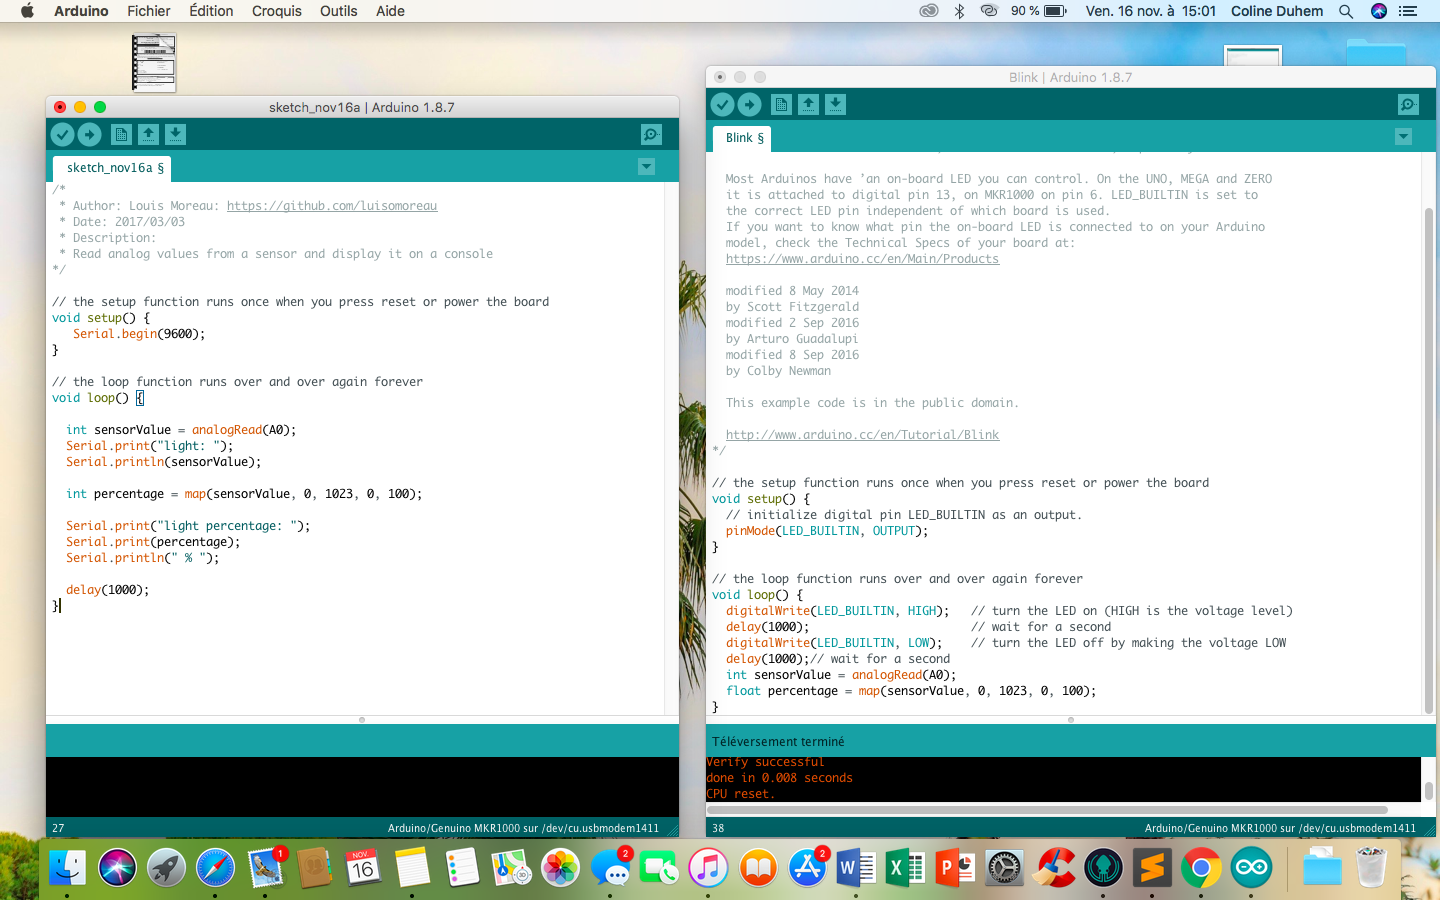 Arduino Fichier Édition Croquis Outils Aide 90 % Ven. 16 nov. à 15:01 Coline Duhem
sketch_nov16a | Arduino 1.8.7
sketch_nov16a §
/*
* Author: Louis Moreau: https://github.com/luisomoreau
* Date: 2017/03/03
* Description:
* Read analog values from a sensor and display it on a console
*/
// the setup function runs once when you press reset or power the board
void setup() {
Serial.begin(9600);
}
// the loop function runs over and over again forever
void loop() {
int sensorValue = analogRead(A0);
Serial.print("light: ");
Serial.println(sensorValue);
int percentage = map(sensorValue, 0, 1023, 0, 100);
Serial.print("light percentage: ");
Serial.print(percentage);
Serial.println(" % ");
delay(1000);
}
27 Arduino/Genuino MKR1000 sur /dev/cu.usbmodem1411
Blink | Arduino 1.8.7
Blink §
Most Arduinos have ’an on-board LED you can control. On the UNO, MEGA and ZERO
it is attached to digital pin 13, on MKR1000 on pin 6. LED_BUILTIN is set to
the correct LED pin independent of which board is used.
If you want to know what pin the on-board LED is connected to on your Arduino
model, check the Technical Specs of your board at:
https://www.arduino.cc/en/Main/Products
modified 8 May 2014
by Scott Fitzgerald
modified 2 Sep 2016
by Arturo Guadalupi
modified 8 Sep 2016
by Colby Newman
This example code is in the public domain.
http://www.arduino.cc/en/Tutorial/Blink
*/
// the setup function runs once when you press reset or power the board
void setup() {
// initialize digital pin LED_BUILTIN as an output.
pinMode(LED_BUILTIN, OUTPUT);
}
// the loop function runs over and over again forever
void loop() {
digitalWrite(LED_BUILTIN, HIGH); // turn the LED on (HIGH is the voltage level)
delay(1000); // wait for a second
digitalWrite(LED_BUILTIN, LOW); // turn the LED off by making the voltage LOW
delay(1000);// wait for a second
int sensorValue = analogRead(A0);
float percentage = map(sensorValue, 0, 1023, 0, 100);
}
Téléversement terminé
Verify successful
done in 0.008 seconds
CPU reset.
38 Arduino/Genuino MKR1000 sur /dev/cu.usbmodem1411
1 NOV. 16 30 2 2 W X P